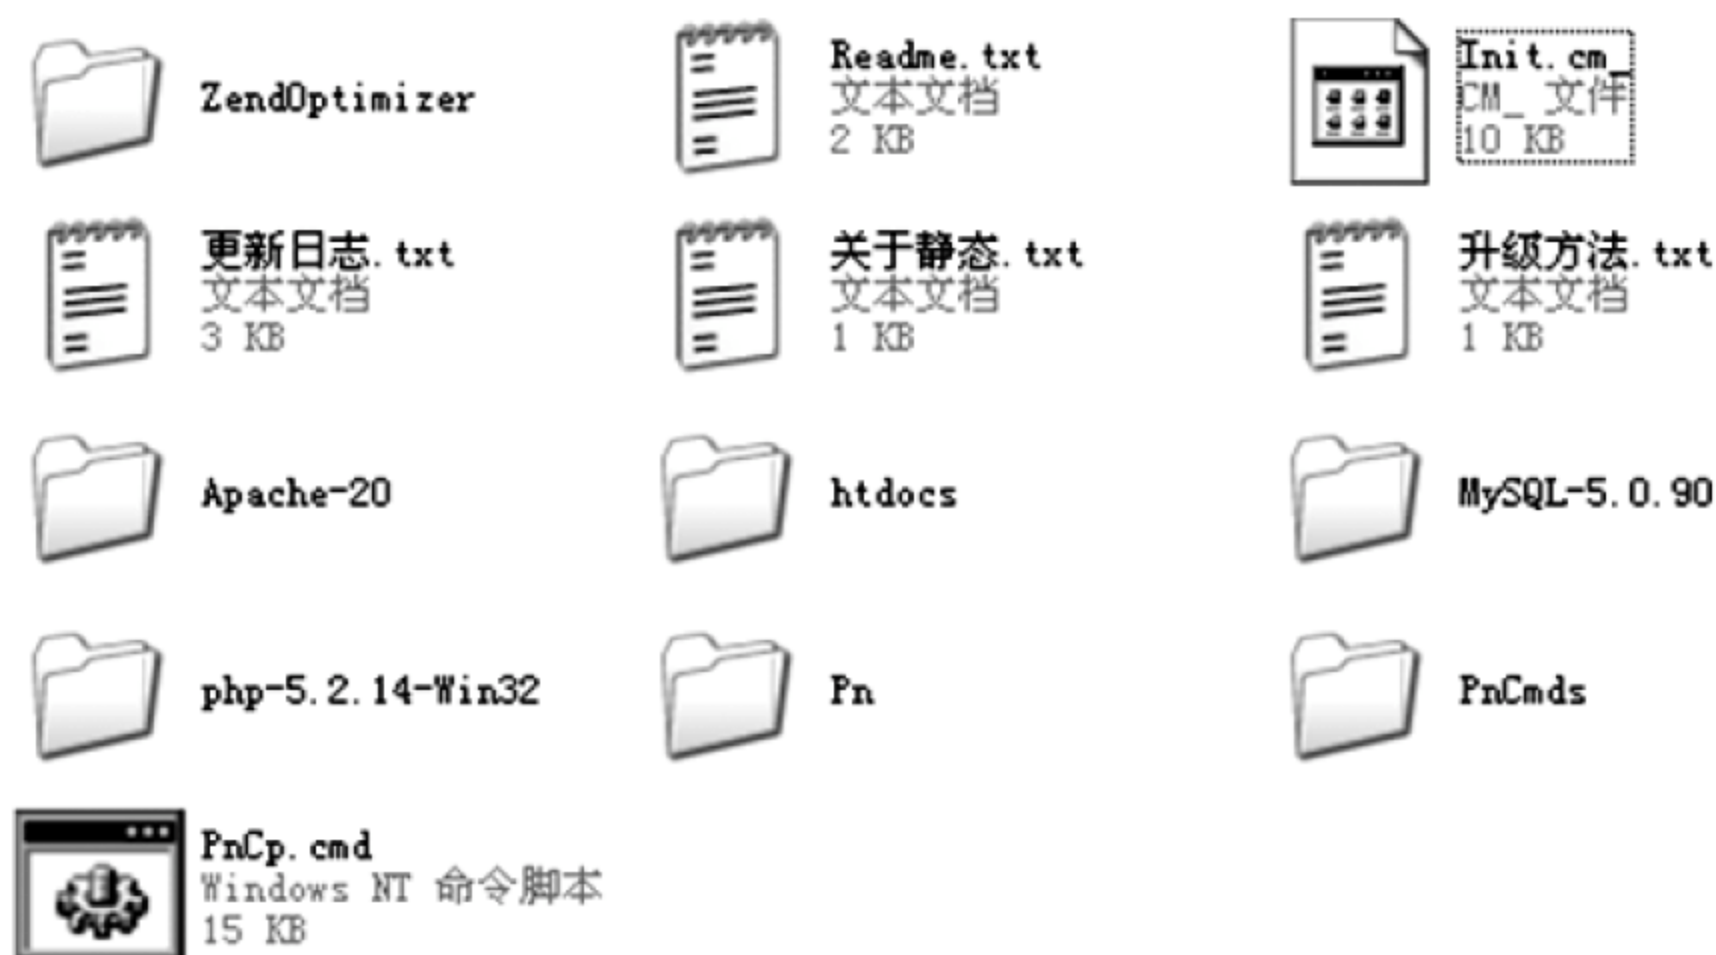 ZendOptimizer
Readme.txt
文本文档
2 KB
Init.cm_
CM_ 文件
10 KB
更新日志.txt
文本文档
3 KB
关于静态.txt
文本文档
1 KB
升级方法.txt
文本文档
1 KB
Apache-20
htdocs
MySQL-5.0.90
php-5.2.14-Win32
Pn
PnCmds
PnCp.cmd
Windows NT 命令脚本
15 KB